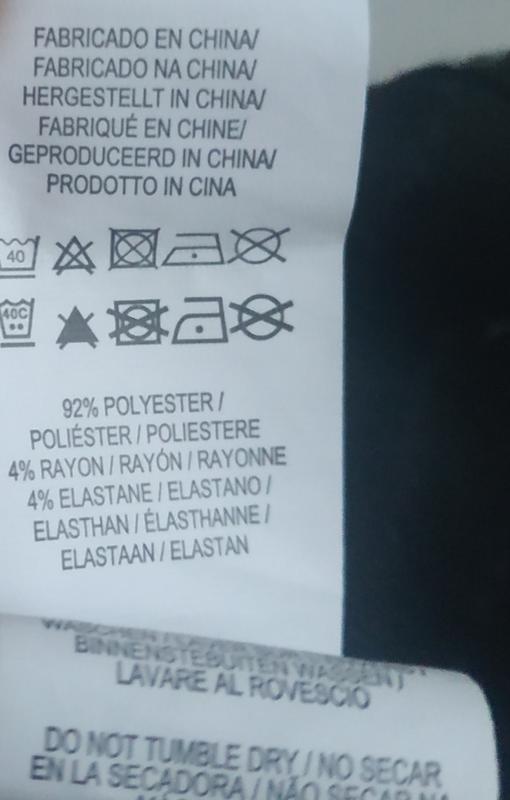 FABRICADO EN CHINA/
FABRICADO NA CHINA/
HERGESTELLT IN CHINA/
FABRIQUÉ EN CHINE/
GEPRODUCEERD IN CHINA/
PRODOTTO IN CINA
40
40C
92% POLYESTER /
POLIÉSTER / POLIESTERE
4% RAYON / RAYÓN / RAYONNE
4% ELASTANE / ELASTANO /
ELASTHAN / ÉLASTHANNE /
ELASTAAN / ELASTAN
WASCHEN /
BINNENSTEBUITEN WASSEN /
LAVARE AL ROVESCIO
DO NOT TUMBLE DRY / NO SECAR
EN LA SECADORA / NÃO SECAR NA